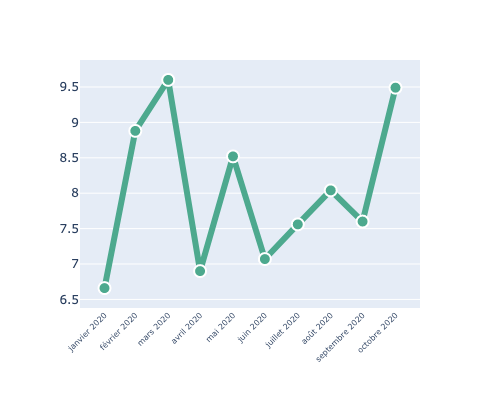 9.5
9
8.5
8
7.5
7
6.5
janvier 2020
février 2020
mars 2020
avril 2020
mai 2020
juin 2020
juillet 2020
août 2020
septembre 2020
octobre 2020